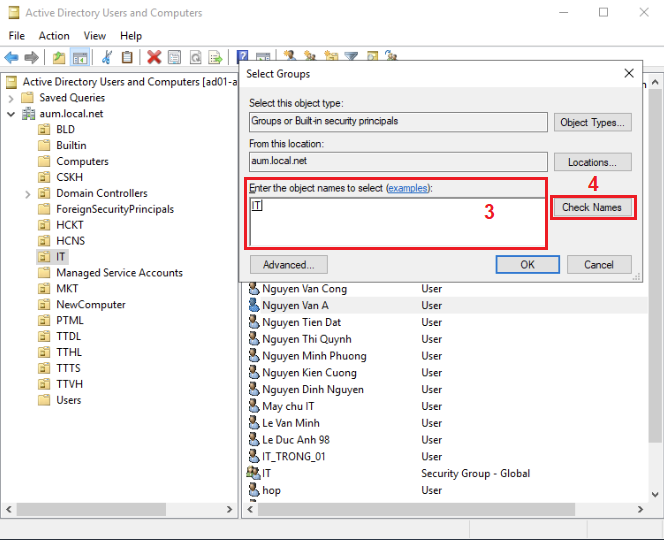 Active Directory Users and Computers
File Action View Help
Active Directory Users and Computers [ad01-a
Saved Queries
aum.local.net
BLD
Builtin
Computers
CSKH
Domain Controllers
ForeignSecurityPrincipals
HCKT
HCNS
IT
Managed Service Accounts
MKT
NewComputer
PTML
TTDL
TTHL
TTTS
TTVH
Users
Select Groups
Select this object type:
Groups or Built-in security principals
Object Types...
From this location:
aum.local.net
Locations...
4
Enter the object names to select (examples):
IT
3
Check Names
Advanced...
OK
Cancel
Nguyen Van Cong User
Nguyen Van A User
Nguyen Tien Dat User
Nguyen Thi Quynh User
Nguyen Minh Phuong User
Nguyen Kien Cuong User
Nguyen Dinh Nguyen User
May chu IT User
Le Van Minh User
Le Duc Anh 98 User
IT_TRONG_01 User
IT Security Group - Global
hop User